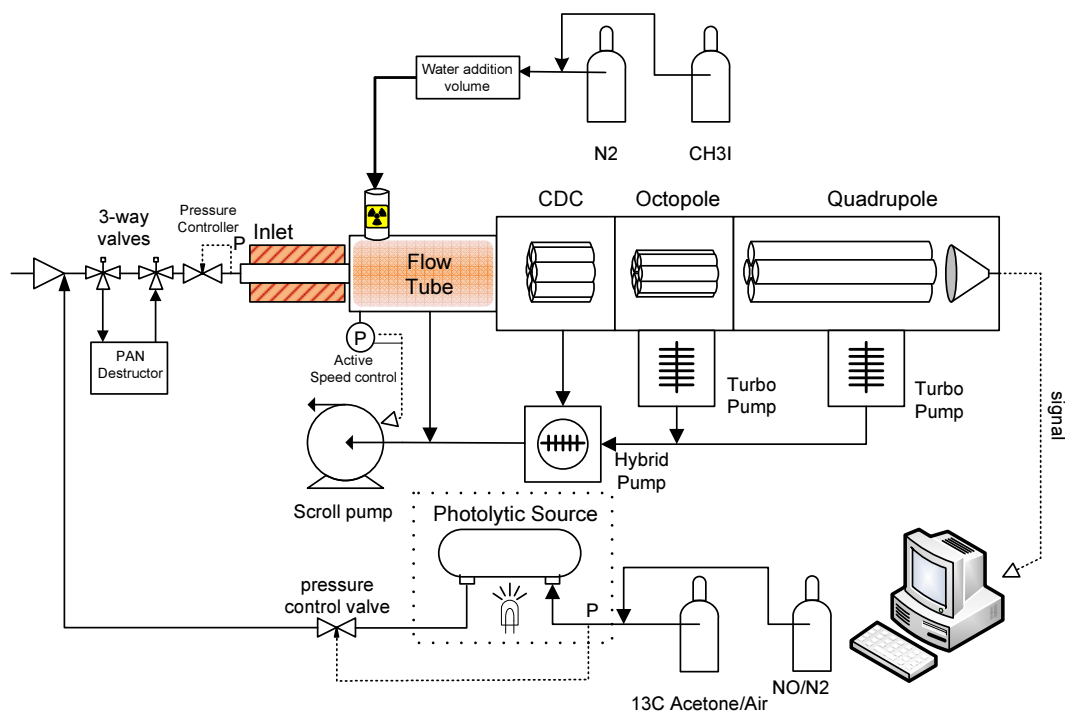 Water addition
volume
N2
CH3I
CDC
Octopole
Quadrupole
3-way
valves
Pressure
Controller
P
Inlet
Flow
Tube
PAN
Destructor
P
Active
Speed control
Turbo
Pump
Turbo
Pump
signal
Hybrid
Pump
Scroll pump
Photolytic Source
pressure
control valve
P
13C Acetone/Air
NO/N2